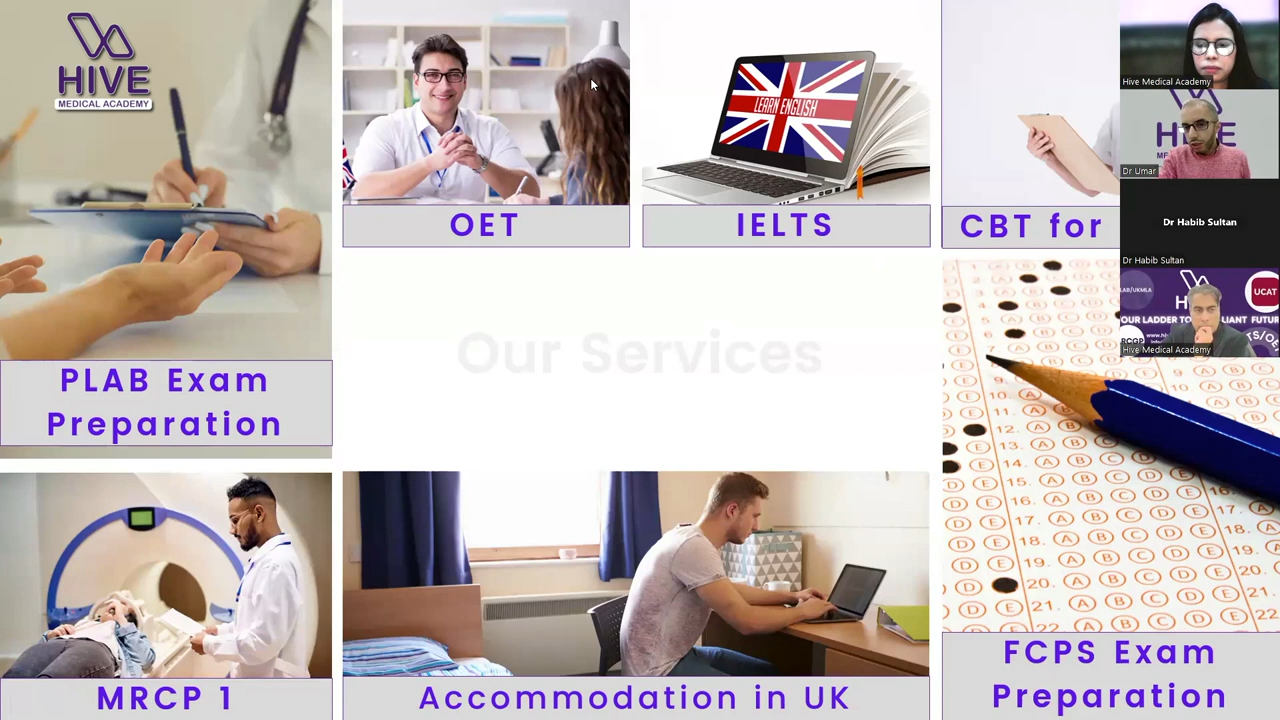 HIVE
MEDICAL ACADEMY
PLAB Exam
Preparation
OET
LEARN ENGLISH
IELTS
CBT for
Our Services
MRCP 1
Accommodation in UK
FCPS Exam
Preparation
Hive Medical Academy
Dr Umar
Dr Habib Sultan
Dr Habib Sultan
UCAT
Hive Medical Academy